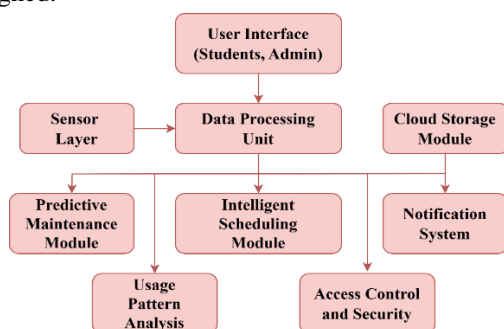 User Interface
(Students, Admin)
Sensor
Layer
Data Processing
Unit
Cloud Storage
Module
Predictive
Maintenance
Module
Intelligent
Scheduling
Module
Notification
System
Usage
Pattern
Analysis
Access Control
and Security